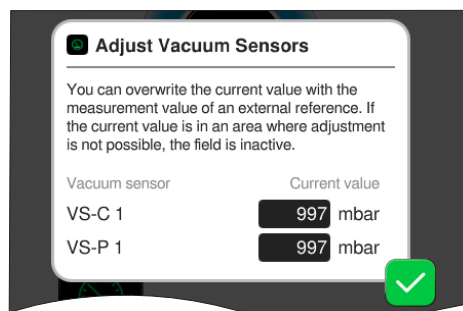 Adjust Vacuum Sensors
You can overwrite the current value with the
measurement value of an external reference. If
the current value is in an area where adjustment
is not possible, the field is inactive.
Vacuum sensor Current value
VS-C 1 997 mbar
VS-P 1 997 mbar